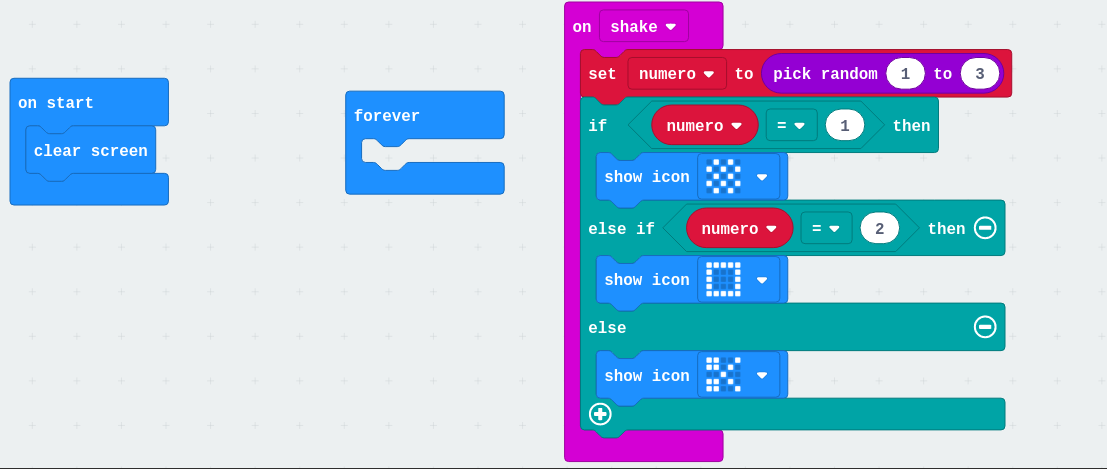 on start
clear screen
forever
on shake
set numero to pick random 1 to 3
if numero = 1 then
show icon
else if numero = 2 then
show icon
else
show icon